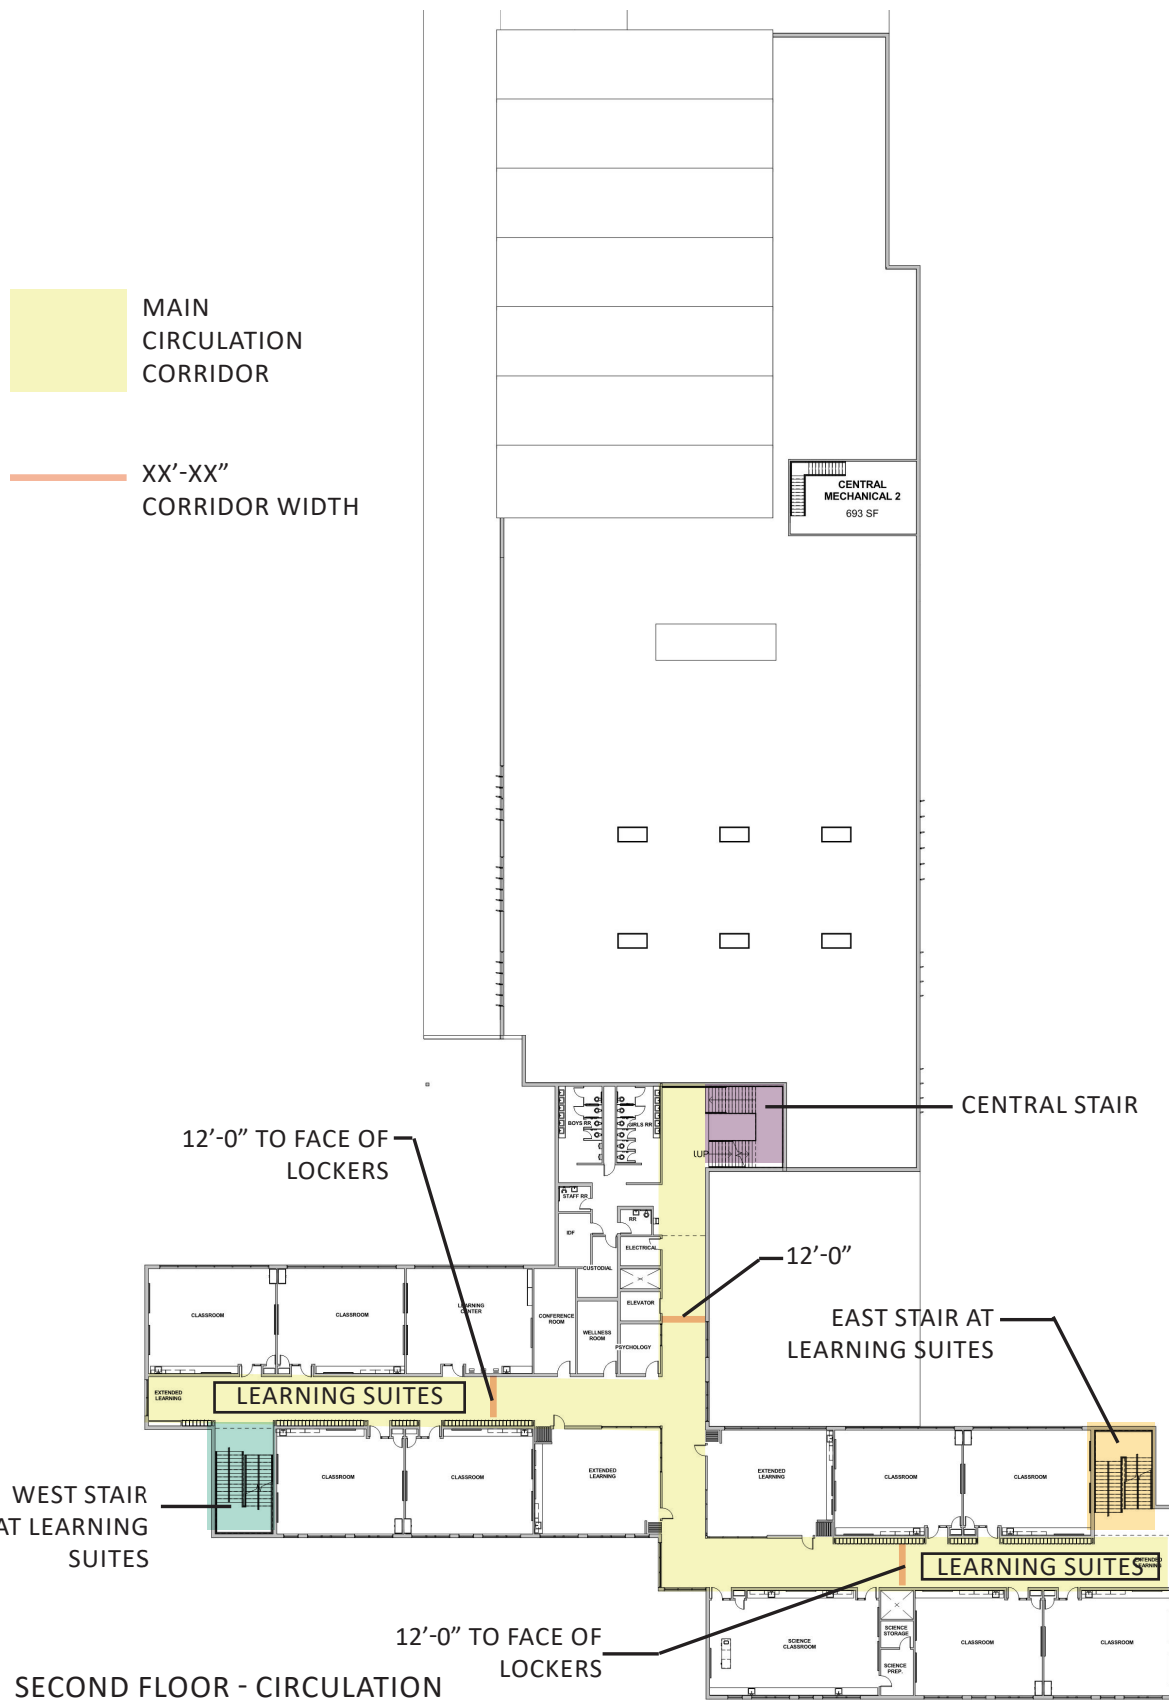 MAIN
CIRCULATION
CORRIDOR
XX’-XX”
CORRIDOR WIDTH
CENTRAL
MECHANICAL 2
693 SF
CENTRAL STAIR
12’-0” TO FACE OF
LOCKERS
BOYS RR
GIRLS RR
UP
STAFF RR
RR
IDF
ELECTRICAL
CUSTODIAL
12’-0”
ELEVATOR
CLASSROOM
CLASSROOM
LEARNING
CENTER
CONFERENCE
ROOM
WELLNESS
ROOM
PSYCHOLOGY
EAST STAIR AT
LEARNING SUITES
EXTENDED
LEARNING
LEARNING SUITES
CLASSROOM
CLASSROOM
EXTENDED
LEARNING
EXTENDED
LEARNING
CLASSROOM
CLASSROOM
WEST STAIR
AT LEARNING
SUITES
LEARNING SUITES
EXTENDED
LEARNING
12’-0” TO FACE OF
LOCKERS
SCIENCE
CLASSROOM
SCIENCE
STORAGE
SCIENCE
PREP.
CLASSROOM
CLASSROOM
SECOND FLOOR - CIRCULATION